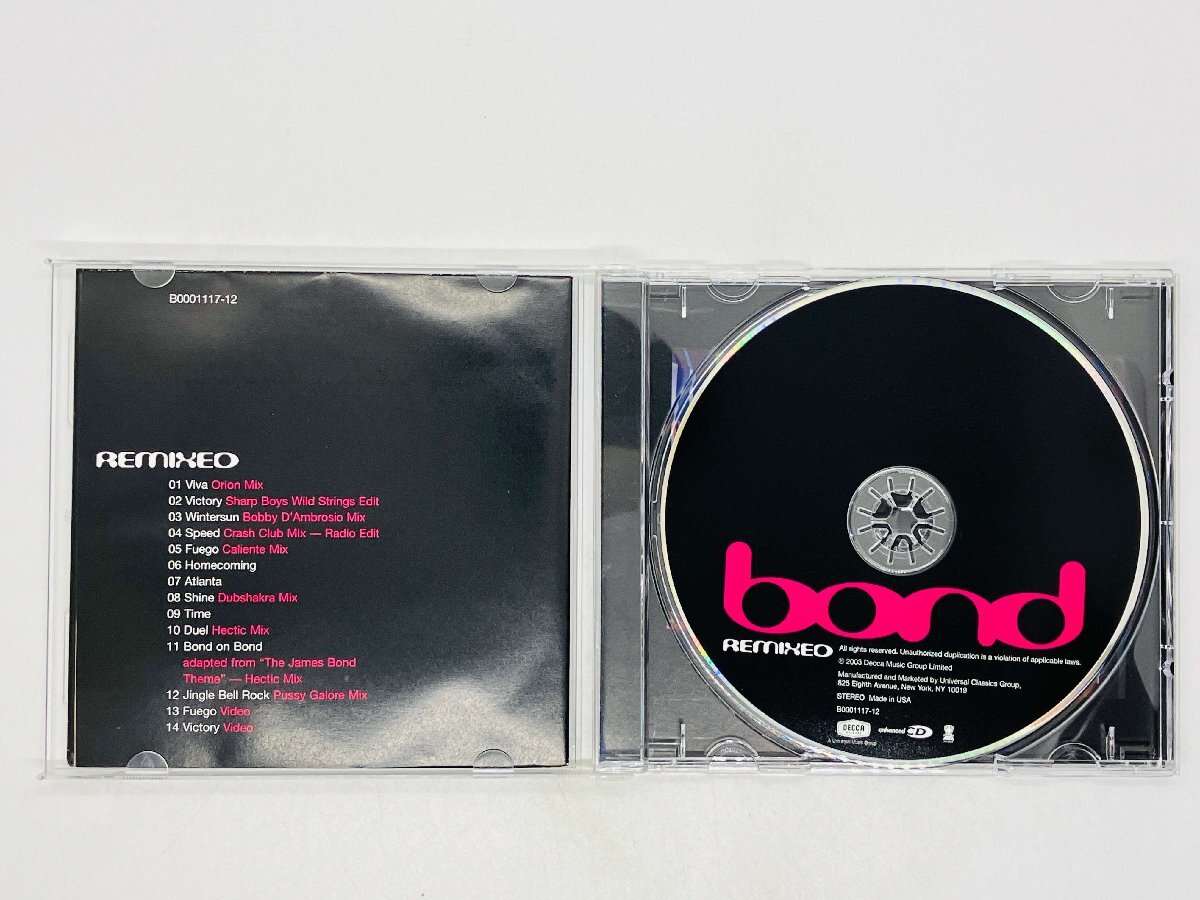 B0001117-12
REMIXED
01 Viva Orion Mix
02 Victory Sharp Boys Wild Strings Edit
03 Wintersun Bobby D'Ambrosio Mix
04 Speed Crash Club Mix — Radio Edit
05 Fuego Caliente Mix
06 Homecoming
07 Atlanta
08 Shine Dubshakra Mix
09 Time
10 Duel Hectic Mix
11 Bond on Bond
adapted from “The James Bond
Theme” — Hectic Mix
12 Jingle Bell Rock Pussy Galore Mix
13 Fuego Video
14 Victory Video
bond
REMIXED
All rights reserved. Unauthorized duplication is a violation of applicable laws.
℗ 2003 Decca Music Group Limited
Manufactured and Marketed by Universal Classics Group,
825 Eighth Avenue, New York, NY 10019
STEREO Made in USA
B0001117-12
DECCA
enhanced CD